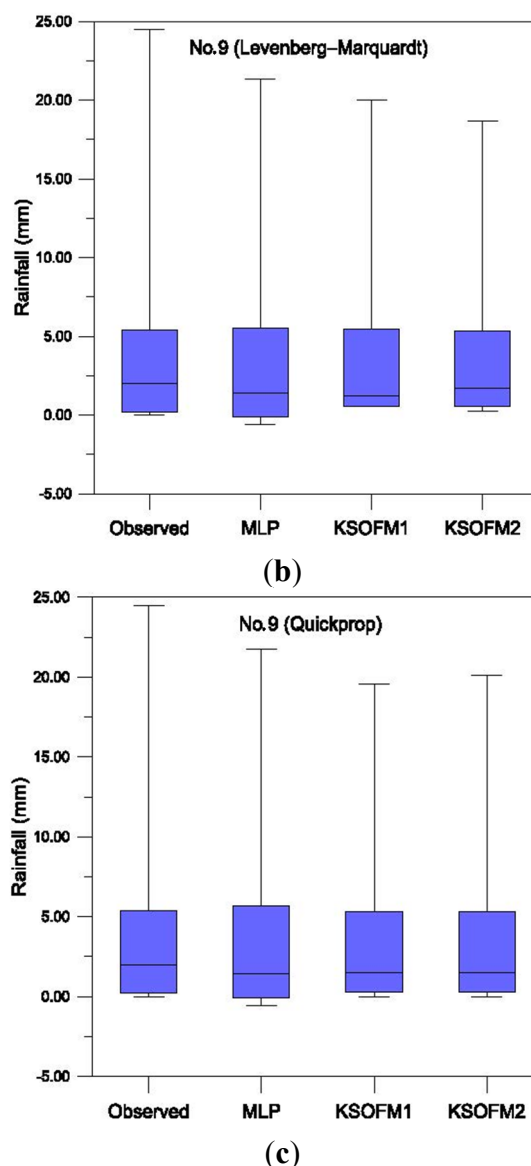 25.00
No.9 (Levenberg–Marquardt)
20.00
15.00
Rainfall (mm)
10.00
5.00
0.00
-5.00
Observed MLP KSOFM1 KSOFM2
(b)
25.00
No.9 (Quickprop)
20.00
15.00
Rainfall (mm)
10.00
5.00
0.00
-5.00
Observed MLP KSOFM1 KSOFM2
(c)